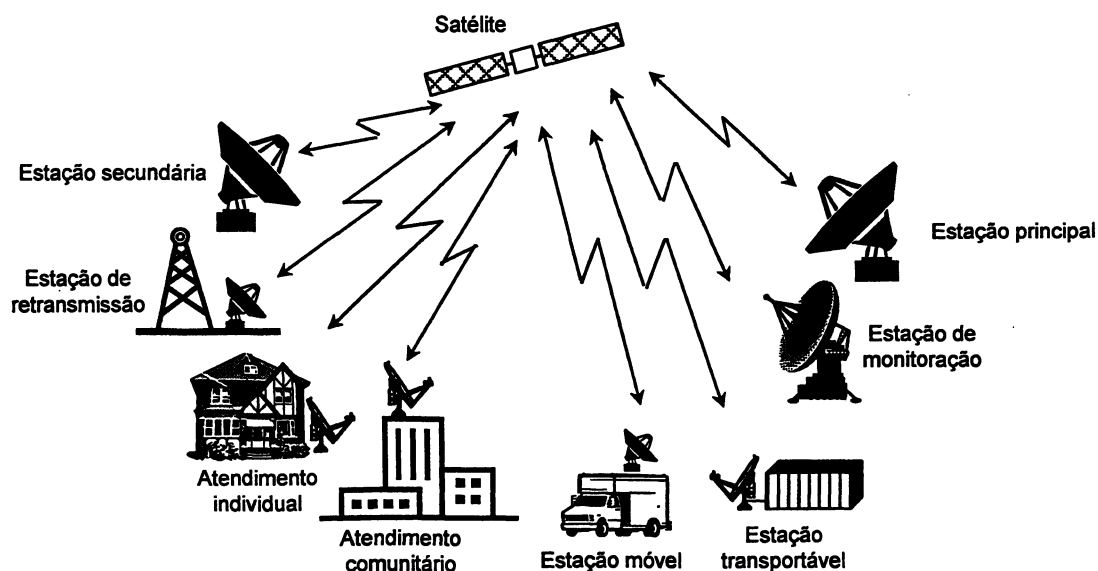 Satélite
Estação secundária
Estação principal
Estação de
retransmissão
Estação de
monitoração
Atendimento
individual
Atendimento
comunitário
Estação móvel
Estação
transportável